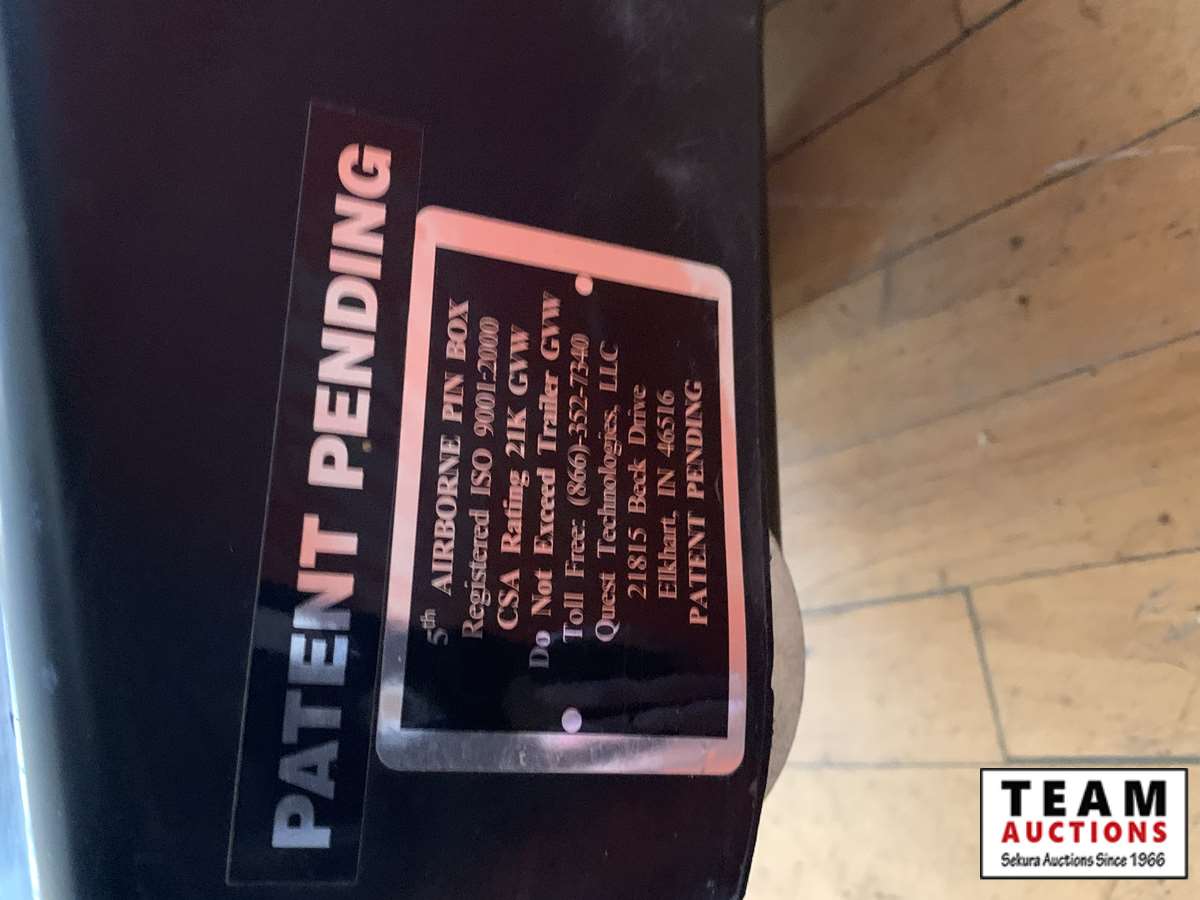 PATENT PENDING
5th AIRBORNE PIN BOX
Registered ISO 9001-2000
CSA Rating 21K GVW
Do Not Exceed Trailer GVW
Toll Free: (866)-352-7340
Quest Technologies, LLC
21815 Beck Drive
Elkhart, IN 46516
PATENT PENDING
TEAM
AUCTIONS
Sekura Auctions Since 1966